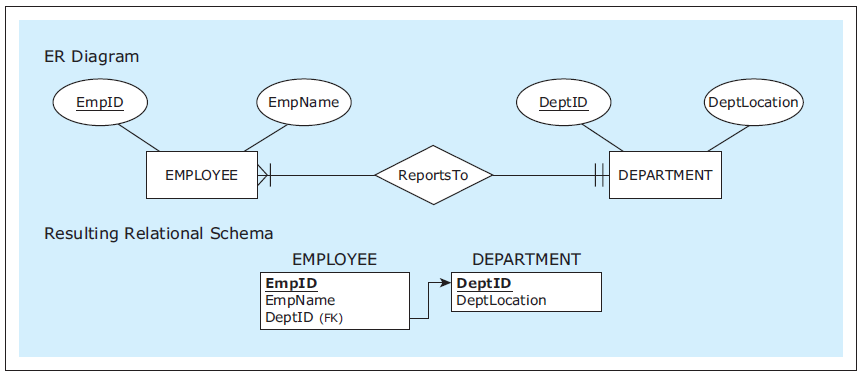 ER Diagram
EmpID
EmpName
DeptID
DeptLocation
EMPLOYEE
ReportsTo
DEPARTMENT
Resulting Relational Schema
EMPLOYEE
EmpID
EmpName
DeptID (FK)
DEPARTMENT
DeptID
DeptLocation